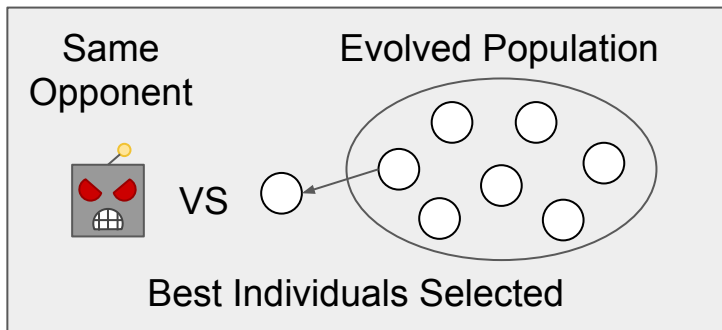 Same
Opponent
Evolved Population
VS
Best Individuals Selected